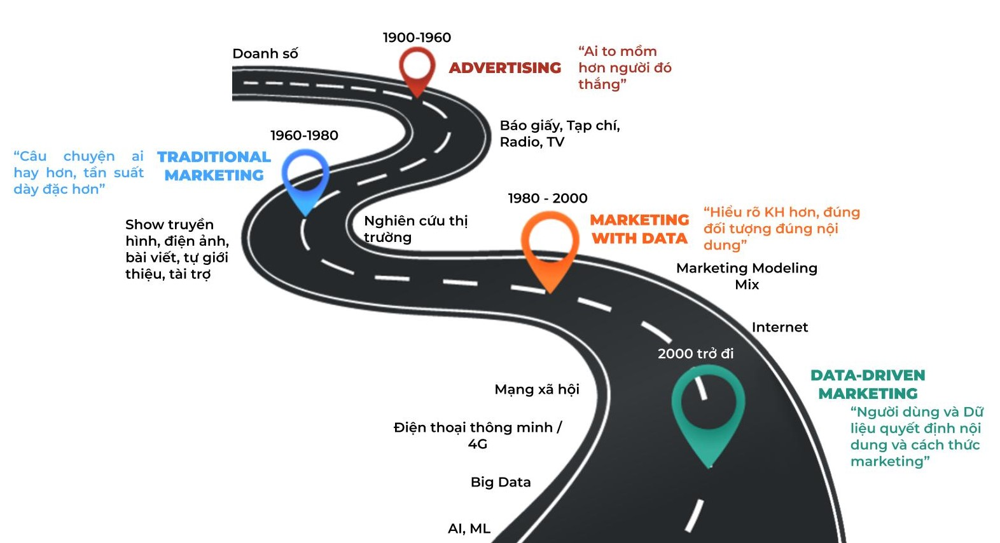 1900-1960
Doanh số
ADVERTISING
“Ai to mồm
hơn người đó
thắng”
Báo giấy, Tạp chí,
Radio, TV
1960-1980
“Câu chuyện ai
hay hơn, tần suất
dày đặc hơn”
TRADITIONAL
MARKETING
Show truyền
hình, điện ảnh,
bài viết, tự giới
thiệu, tài trợ
Nghiên cứu thị
trường
1980 - 2000
MARKETING
WITH DATA
“Hiểu rõ KH hơn, đúng
đối tượng đúng nội
dung”
Marketing Modeling
Mix
Internet
2000 trở đi
DATA-DRIVEN
MARKETING
“Người dùng và Dữ
liệu quyết định nội
dung và cách thức
marketing”
Mạng xã hội
Điện thoại thông minh /
4G
Big Data
AI, ML